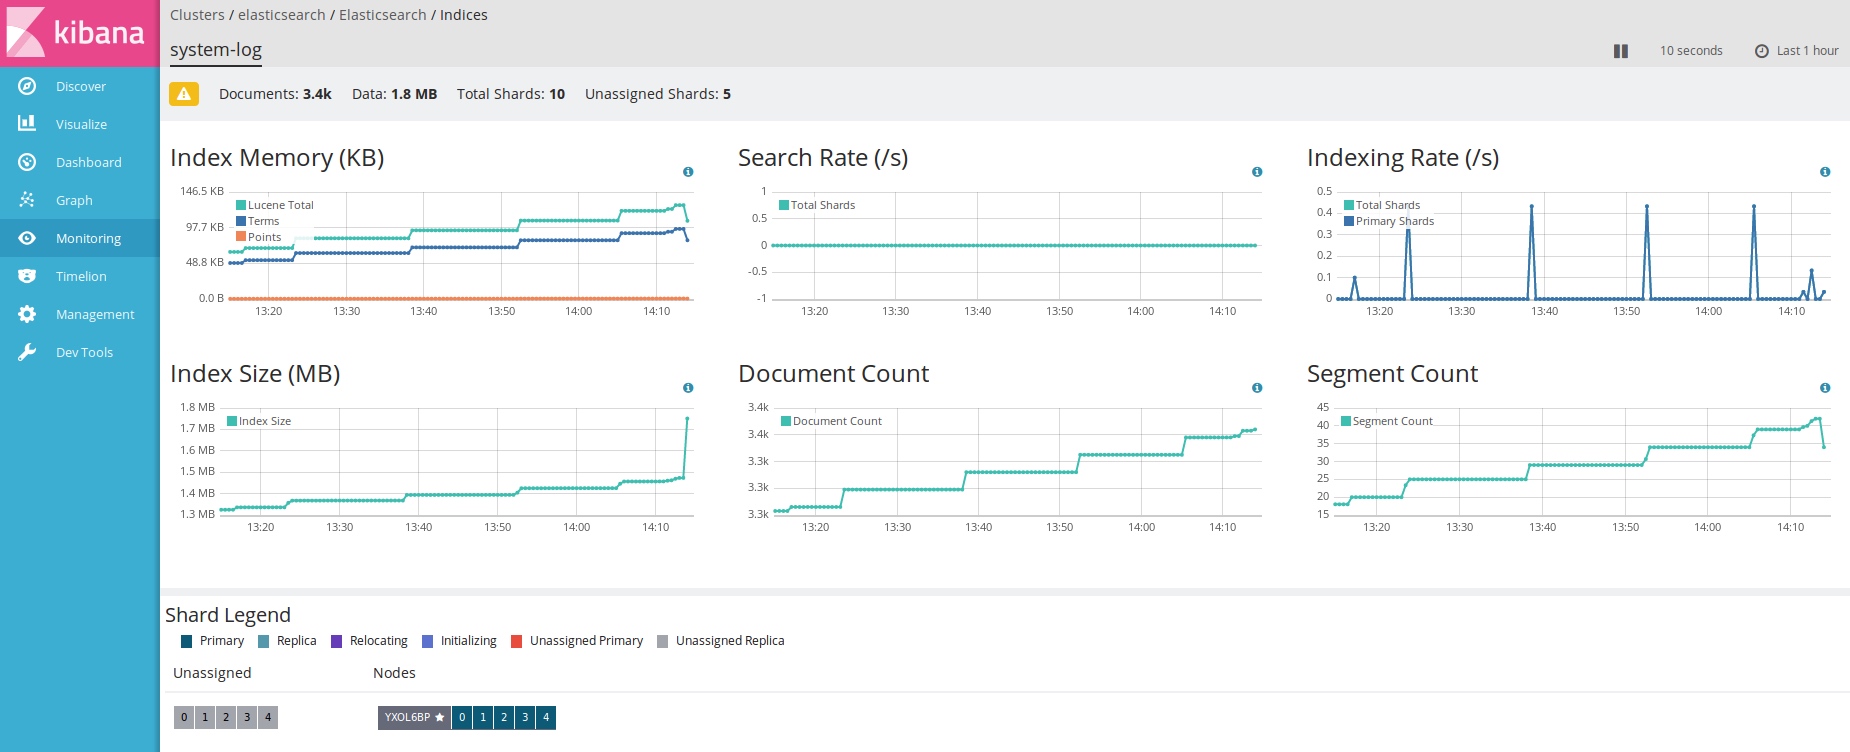 kibana
Discover
Visualize
Dashboard
Graph
Monitoring
Timelion
Management
Dev Tools
Clusters / elasticsearch / Elasticsearch / Indices
system-log
10 seconds Last 1 hour
Documents: 3.4k Data: 1.8 MB Total Shards: 10 Unassigned Shards: 5
Index Memory (KB)
146.5 KB
97.7 KB
48.8 KB
0.0 B
Lucene Total
Terms
Points
13:20 13:30 13:40 13:50 14:00 14:10
Search Rate (/s)
1
0.5
0
-0.5
-1
Total Shards
13:20 13:30 13:40 13:50 14:00 14:10
Indexing Rate (/s)
0.5
0.4
0.3
0.2
0.1
0
Total Shards
Primary Shards
13:20 13:30 13:40 13:50 14:00 14:10
Index Size (MB)
1.8 MB
1.7 MB
1.6 MB
1.5 MB
1.4 MB
1.3 MB
Index Size
13:20 13:30 13:40 13:50 14:00 14:10
Document Count
3.4k
3.4k
3.3k
3.3k
3.3k
Document Count
13:20 13:30 13:40 13:50 14:00 14:10
Segment Count
45
40
35
30
25
20
15
Segment Count
13:20 13:30 13:40 13:50 14:00 14:10
Shard Legend
Primary Replica Relocating Initializing Unassigned Primary Unassigned Replica
Unassigned Nodes
0 1 2 3 4 YXOL6BP ★ 0 1 2 3 4